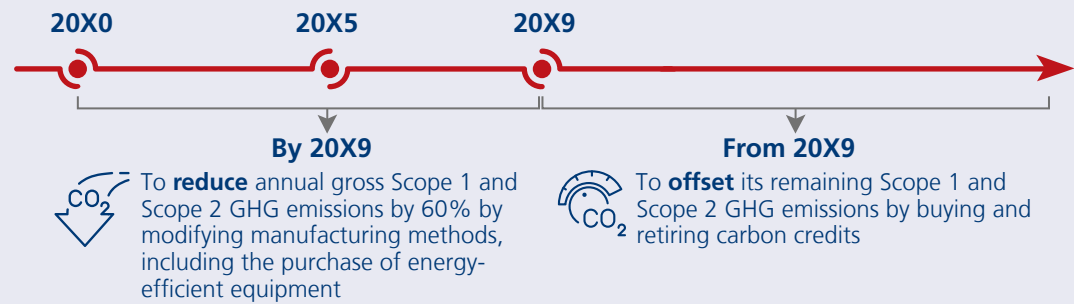 20X0
20X5
20X9
By 20X9
CO2
To reduce annual gross Scope 1 and
Scope 2 GHG emissions by 60% by
modifying manufacturing methods,
including the purchase of energy-
efficient equipment
From 20X9
CO2
To offset its remaining Scope 1 and
Scope 2 GHG emissions by buying and
retiring carbon credits